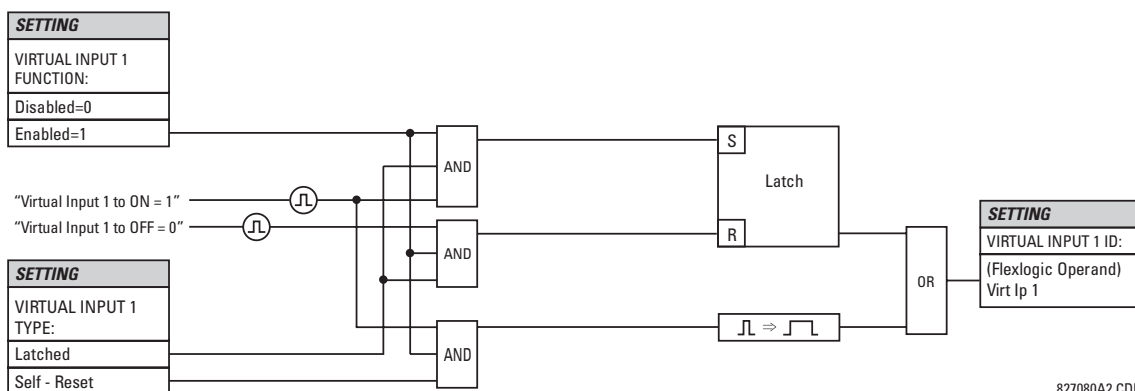 SETTING
VIRTUAL INPUT 1
FUNCTION:
Disabled=0
Enabled=1
"Virtual Input 1 to ON = 1"
"Virtual Input 1 to OFF = 0"
SETTING
VIRTUAL INPUT 1
TYPE:
Latched
Self - Reset
AND
AND
AND
S
Latch
R
OR
SETTING
VIRTUAL INPUT 1 ID:
(Flexlogic Operand)
Virt Ip 1